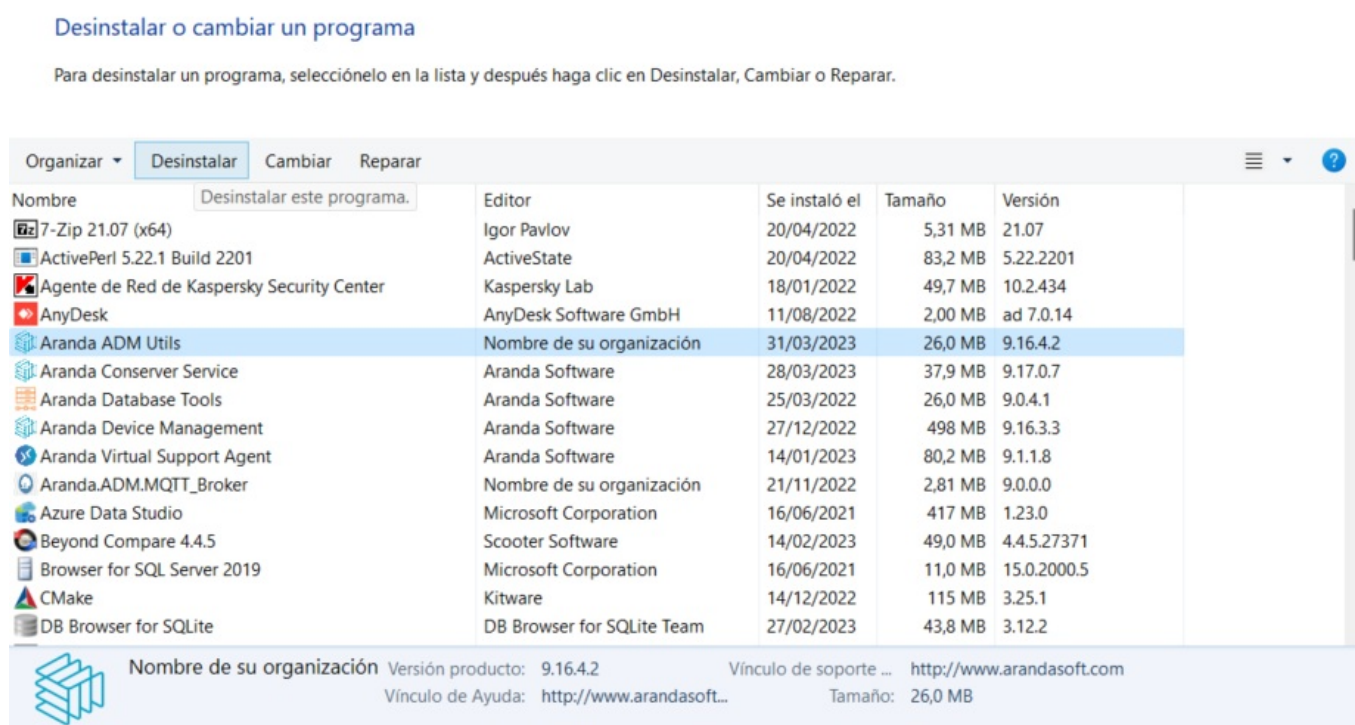 Desinstalar o cambiar un programa
Para desinstalar un programa, selecciónelo en la lista y después haga clic en Desinstalar, Cambiar o Reparar.
Organizar Desinstalar Cambiar Reparar
Nombre Desinstalar este programa. Editor Se instaló el Tamaño Versión
7-Zip 21.07 (x64) Igor Pavlov 20/04/2022 5,31 MB 21.07
ActivePerl 5.22.1 Build 2201 ActiveState 20/04/2022 83,2 MB 5.22.2201
Agente de Red de Kaspersky Security Center Kaspersky Lab 18/01/2022 49,7 MB 10.2.434
AnyDesk AnyDesk Software GmbH 11/08/2022 2,00 MB ad 7.0.14
Aranda ADM Utils Nombre de su organización 31/03/2023 26,0 MB 9.16.4.2
Aranda Conserver Service Aranda Software 28/03/2023 37,9 MB 9.17.0.7
Aranda Database Tools Aranda Software 25/03/2022 26,0 MB 9.0.4.1
Aranda Device Management Aranda Software 27/12/2022 498 MB 9.16.3.3
Aranda Virtual Support Agent Aranda Software 14/01/2023 80,2 MB 9.1.1.8
Aranda.ADM.MQTT_Broker Nombre de su organización 21/11/2022 2,81 MB 9.0.0.0
Azure Data Studio Microsoft Corporation 16/06/2021 417 MB 1.23.0
Beyond Compare 4.4.5 Scooter Software 14/02/2023 49,0 MB 4.4.5.27371
Browser for SQL Server 2019 Microsoft Corporation 16/06/2021 11,0 MB 15.0.2000.5
CMake Kitware 14/12/2022 115 MB 3.25.1
DB Browser for SQLite DB Browser for SQLite Team 27/02/2023 43,8 MB 3.12.2
Nombre de su organización Versión producto: 9.16.4.2 Vínculo de soporte ... http://www.arandasoft.com
Vínculo de Ayuda: http://www.arandasoft... Tamaño: 26,0 MB